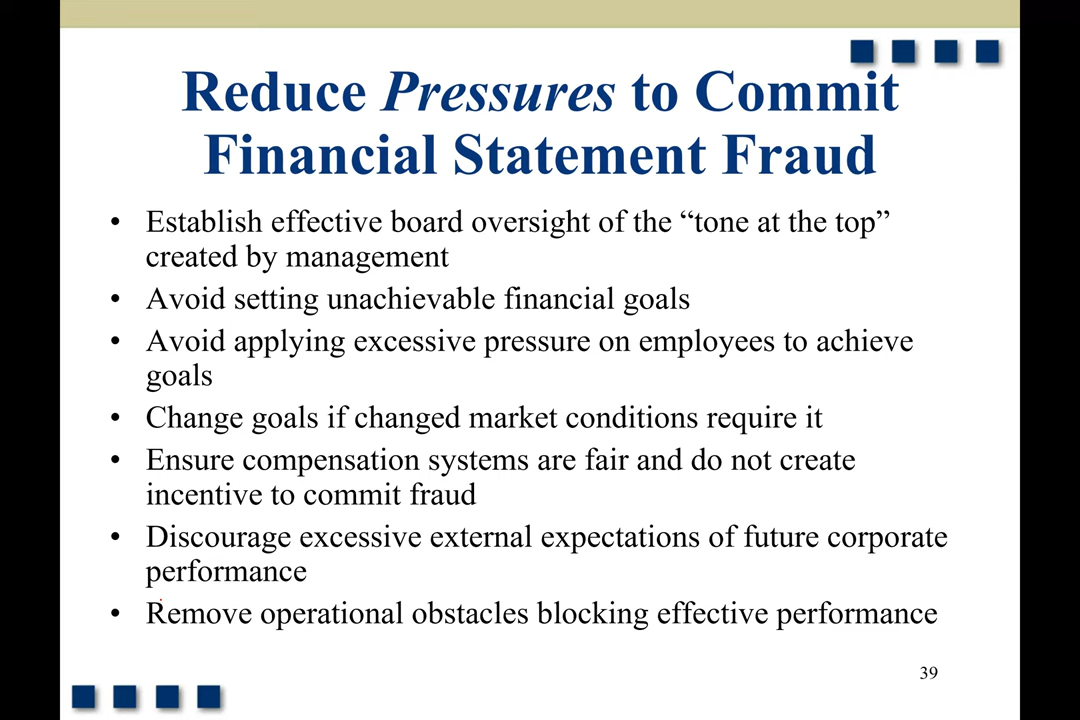 Reduce Pressures to Commit
Financial Statement Fraud
• Establish effective board oversight of the “tone at the top”
created by management
• Avoid setting unachievable financial goals
• Avoid applying excessive pressure on employees to achieve
goals
• Change goals if changed market conditions require it
• Ensure compensation systems are fair and do not create
incentive to commit fraud
• Discourage excessive external expectations of future corporate
performance
• Remove operational obstacles blocking effective performance
39